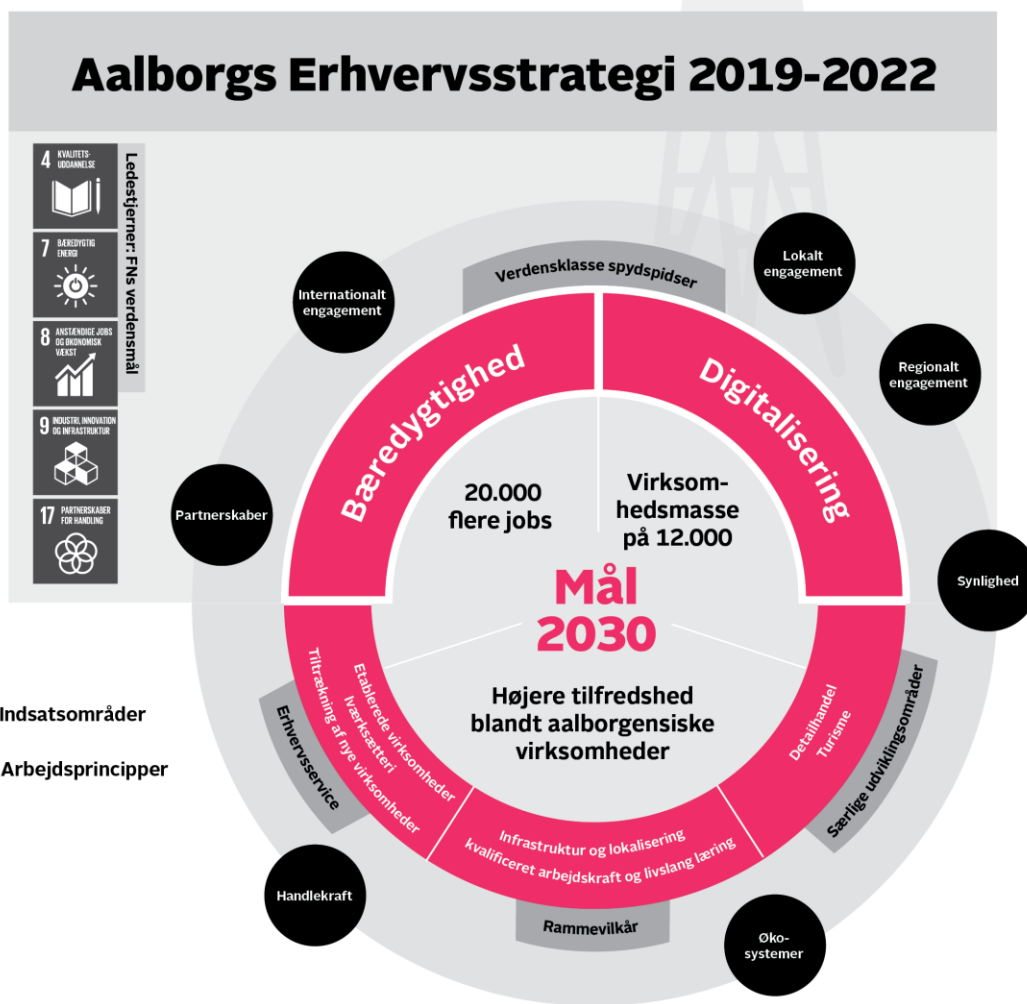 Aalborgs Erhvervsstrategi 2019-2022
4 KVALITETS-
UDDANNELSE
7 BÆREDYGTIG
ENERGI
8 ANSTÆNDIGE JOBS
OG ØKONOMISK
VÆKST
9 INDUSTRI, INNOVATION
OG INFRASTRUKTUR
17 PARTNERSKABER
FOR HANDLING
Ledestjerner: FNs verdensmål
Verdensklasse spydspidser
Internationalt
engagement
Lokalt
engagement
Regionalt
engagement
Partnerskaber
Synlighed
Bæredygtighed
Digitalisering
20.000
flere jobs
Virksom-
hedsmasse
på 12.000
Mål
2030
Højere tilfredshed
blandt aalborgensiske
virksomheder
Indsatsområder
Arbejdsprincipper
Erhvervsservice
Etablerede virksomheder
Iværksætteri
Tiltrækning af nye virksomheder
Infrastruktur og lokalisering
kvalificeret arbejdskraft og livslang læring
Detailhandel
Turisme
Særlige udviklingsområder
Rammevilkår
Handlekraft
Øko-
systemer